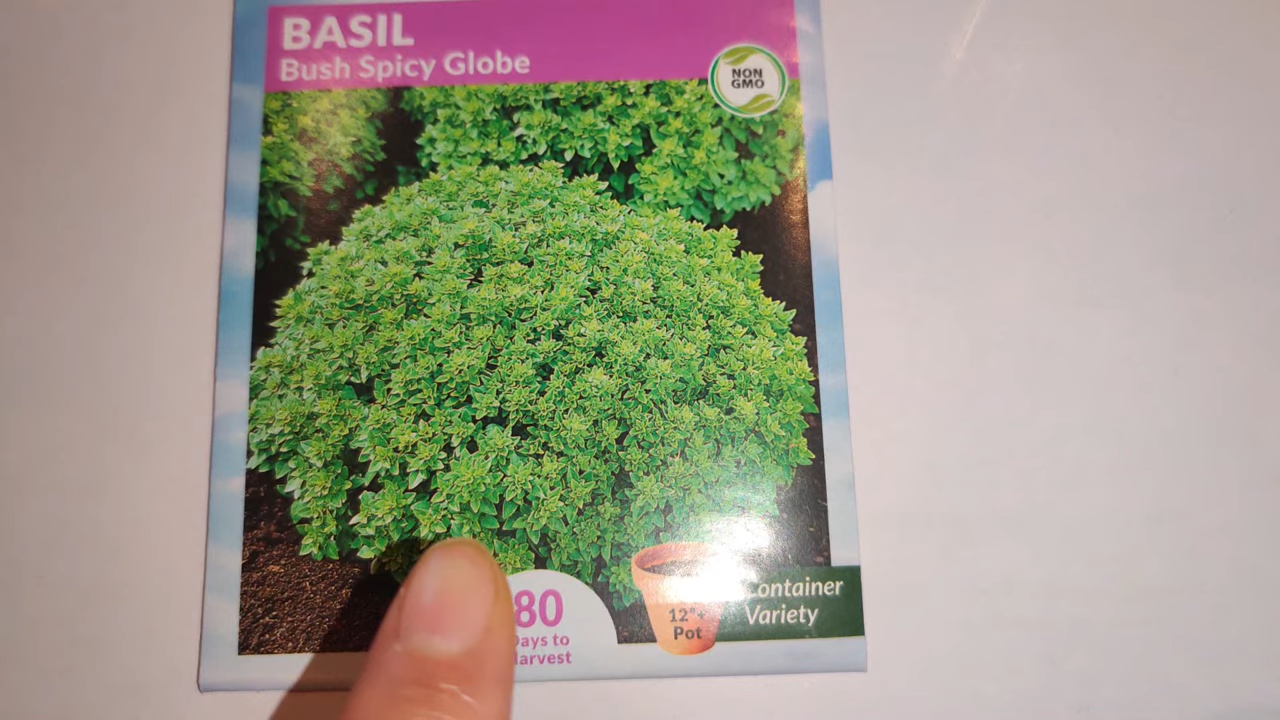 BASIL
Bush Spicy Globe
NON
GMO
80
Days to
Harvest
12"+
Pot
Container
Variety